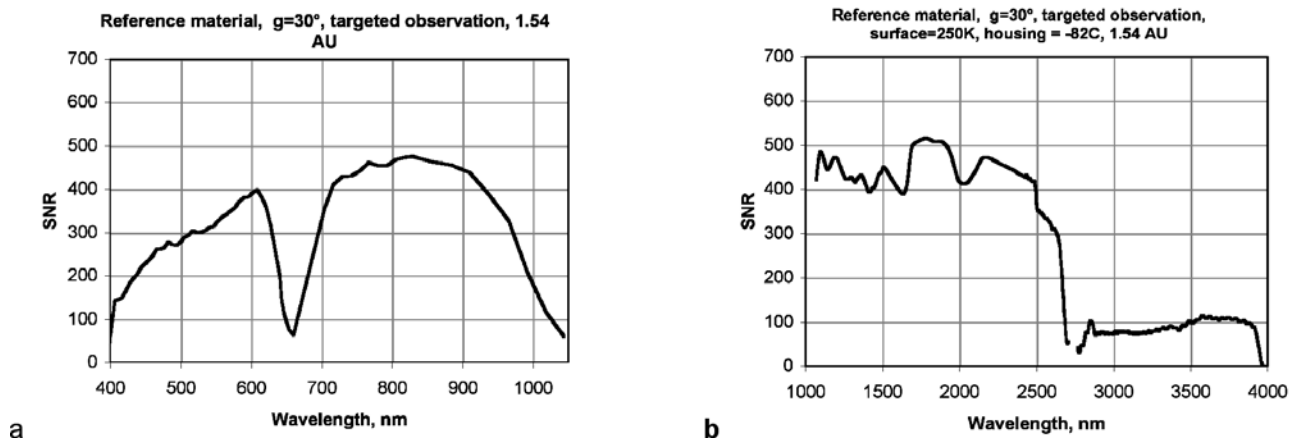 Reference material, g=30°, targeted observation, 1.54
AU
700
600
500
400
300
200
100
0
SNR
400 500 600 700 800 900 1000
Wavelength, nm
a
Reference material, g=30°, targeted observation,
surface=250K, housing = -82C, 1.54 AU
700
600
500
400
300
200
100
0
SNR
1000 1500 2000 2500 3000 3500 4000
Wavelength, nm
b